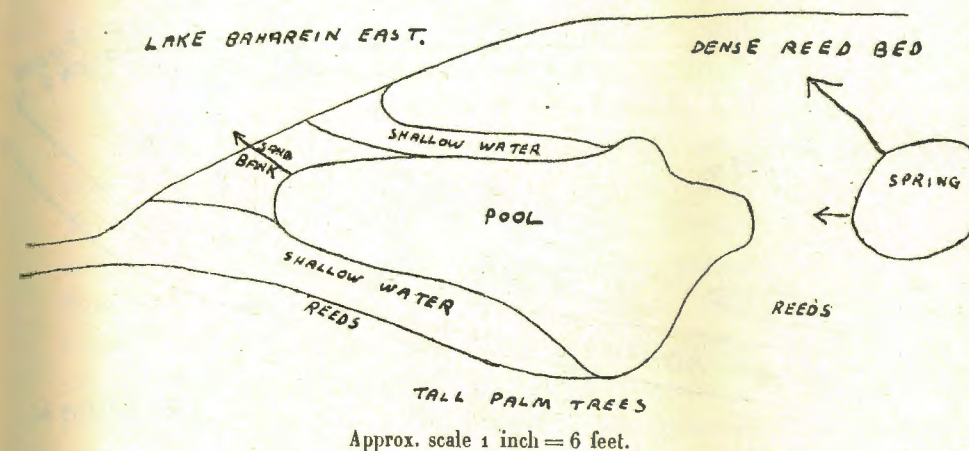 LAKE BAHAREIN EAST.
DENSE REED BED
SHALLOW WATER
SAND
BANK
SPRING
POOL
SHALLOW WATER
REEDS
REEDS
TALL PALM TREES
Approx. scale 1 inch = 6 feet.